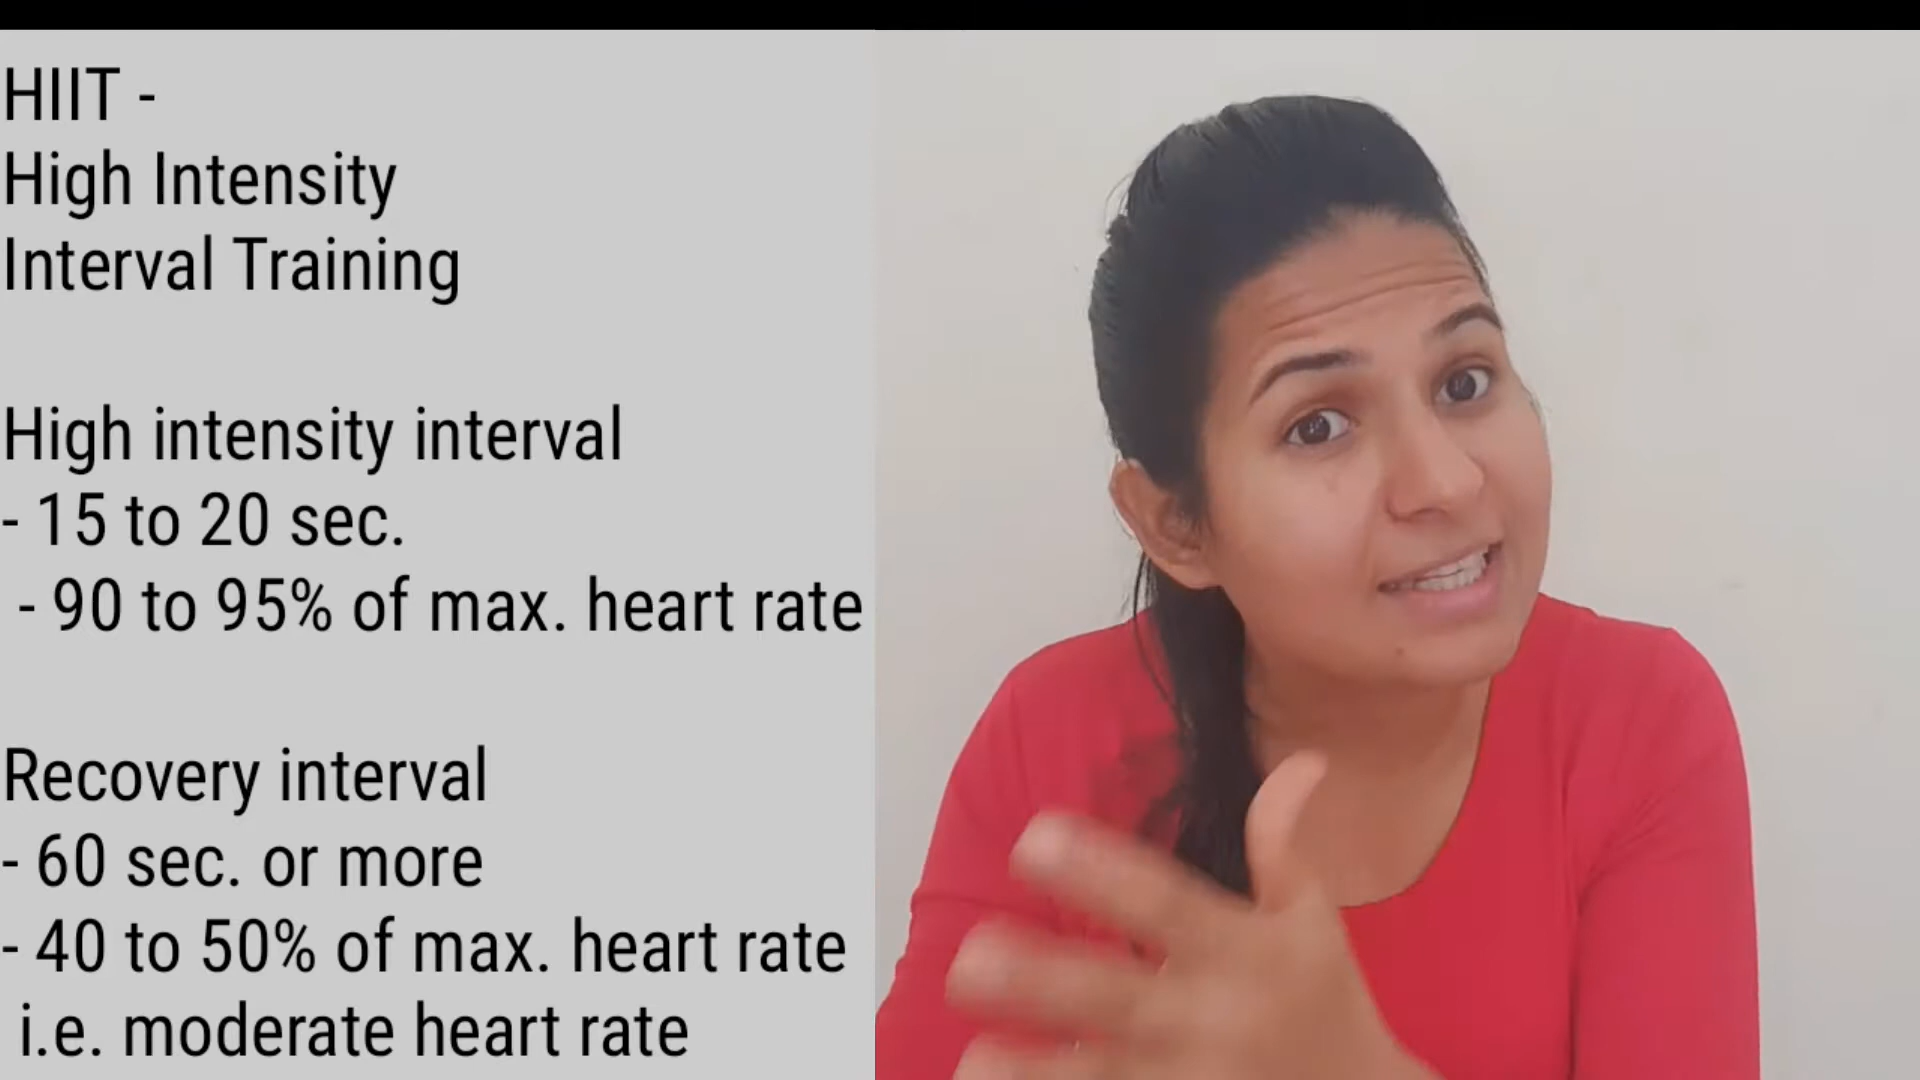 HIIT -
High Intensity
Interval Training
High intensity interval
- 15 to 20 sec.
- 90 to 95% of max. heart rate
Recovery interval
- 60 sec. or more
- 40 to 50% of max. heart rate
i.e. moderate heart rate